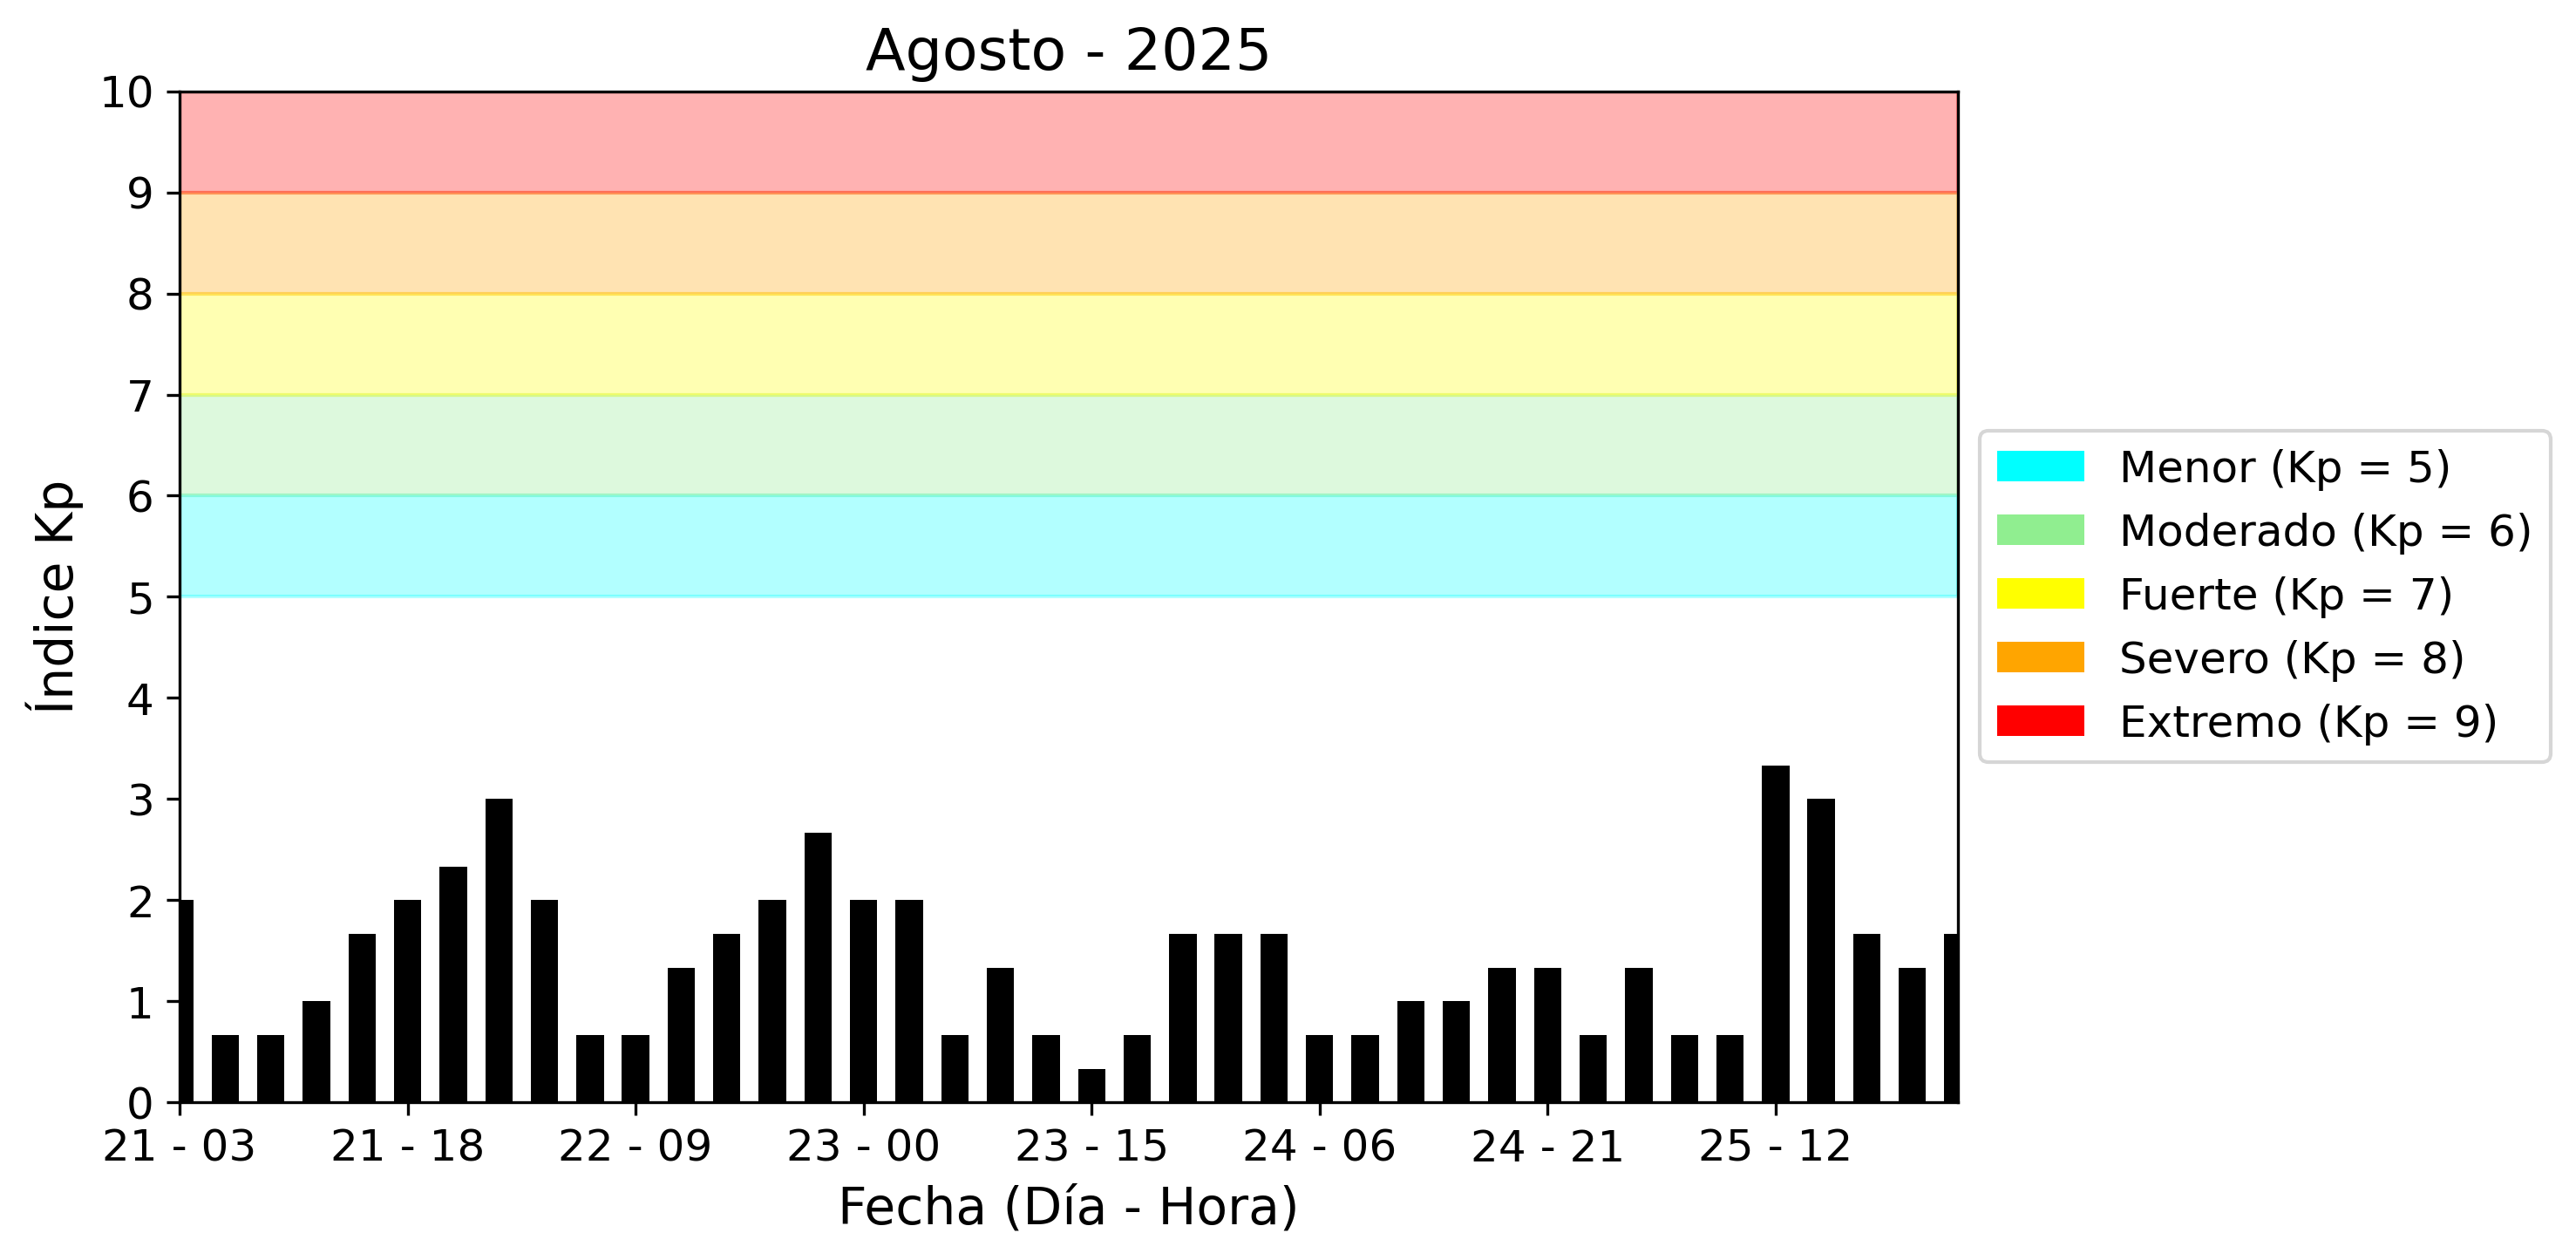 Agosto - 2025
10
9
8
7
6
5
4
3
2
1
0
Índice Kp
21 - 03
21 - 18
22 - 09
23 - 00
23 - 15
24 - 06
24 - 21
25 - 12
Fecha (Día - Hora)
Menor (Kp = 5)
Moderado (Kp = 6)
Fuerte (Kp = 7)
Severo (Kp = 8)
Extremo (Kp = 9)